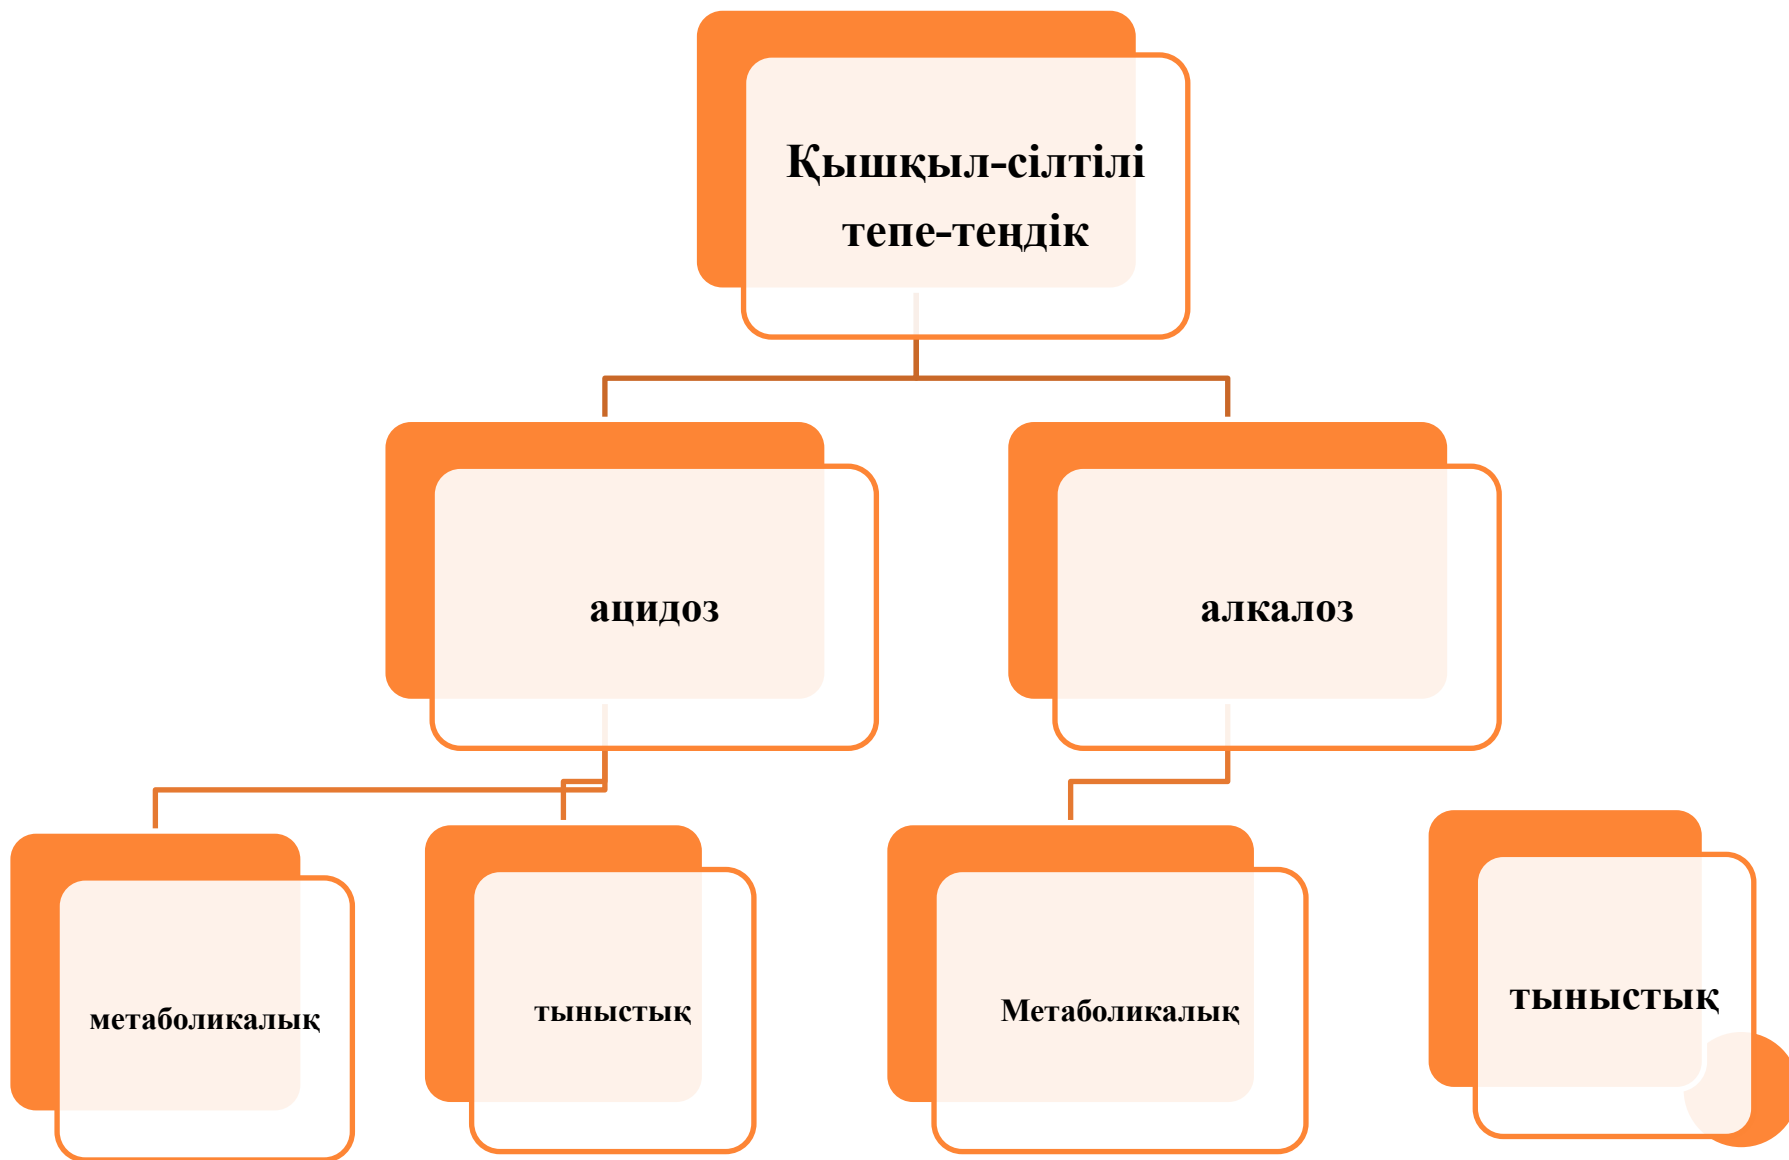 Қышқыл-сілтілі
тепе-теңдік
ацидоз
алкалоз
метаболикалық
тыныстық
Метаболикалық
тыныстық